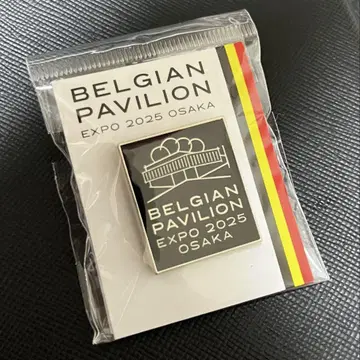 BELGIAN
PAVILION
EXPO 2025 OSAKA
BELGIAN
PAVILION
EXPO 2025
OSAKA